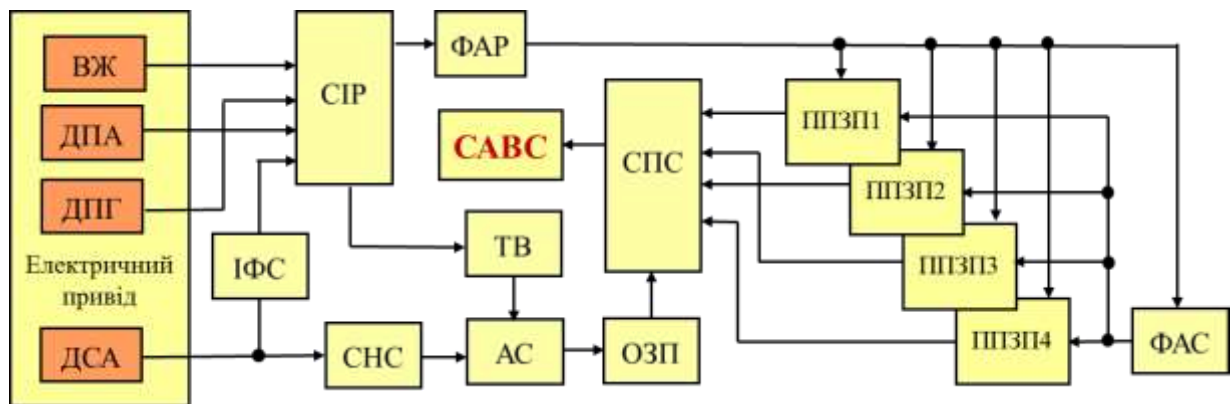 ВЖ
ДПА
ДПГ
Електричний
привід
ДСА
ІФС
СІР
ФАР
САВС
СПС
ТВ
СНС
АС
ОЗП
ППЗП1
ППЗП2
ППЗП3
ППЗП4
ФАС